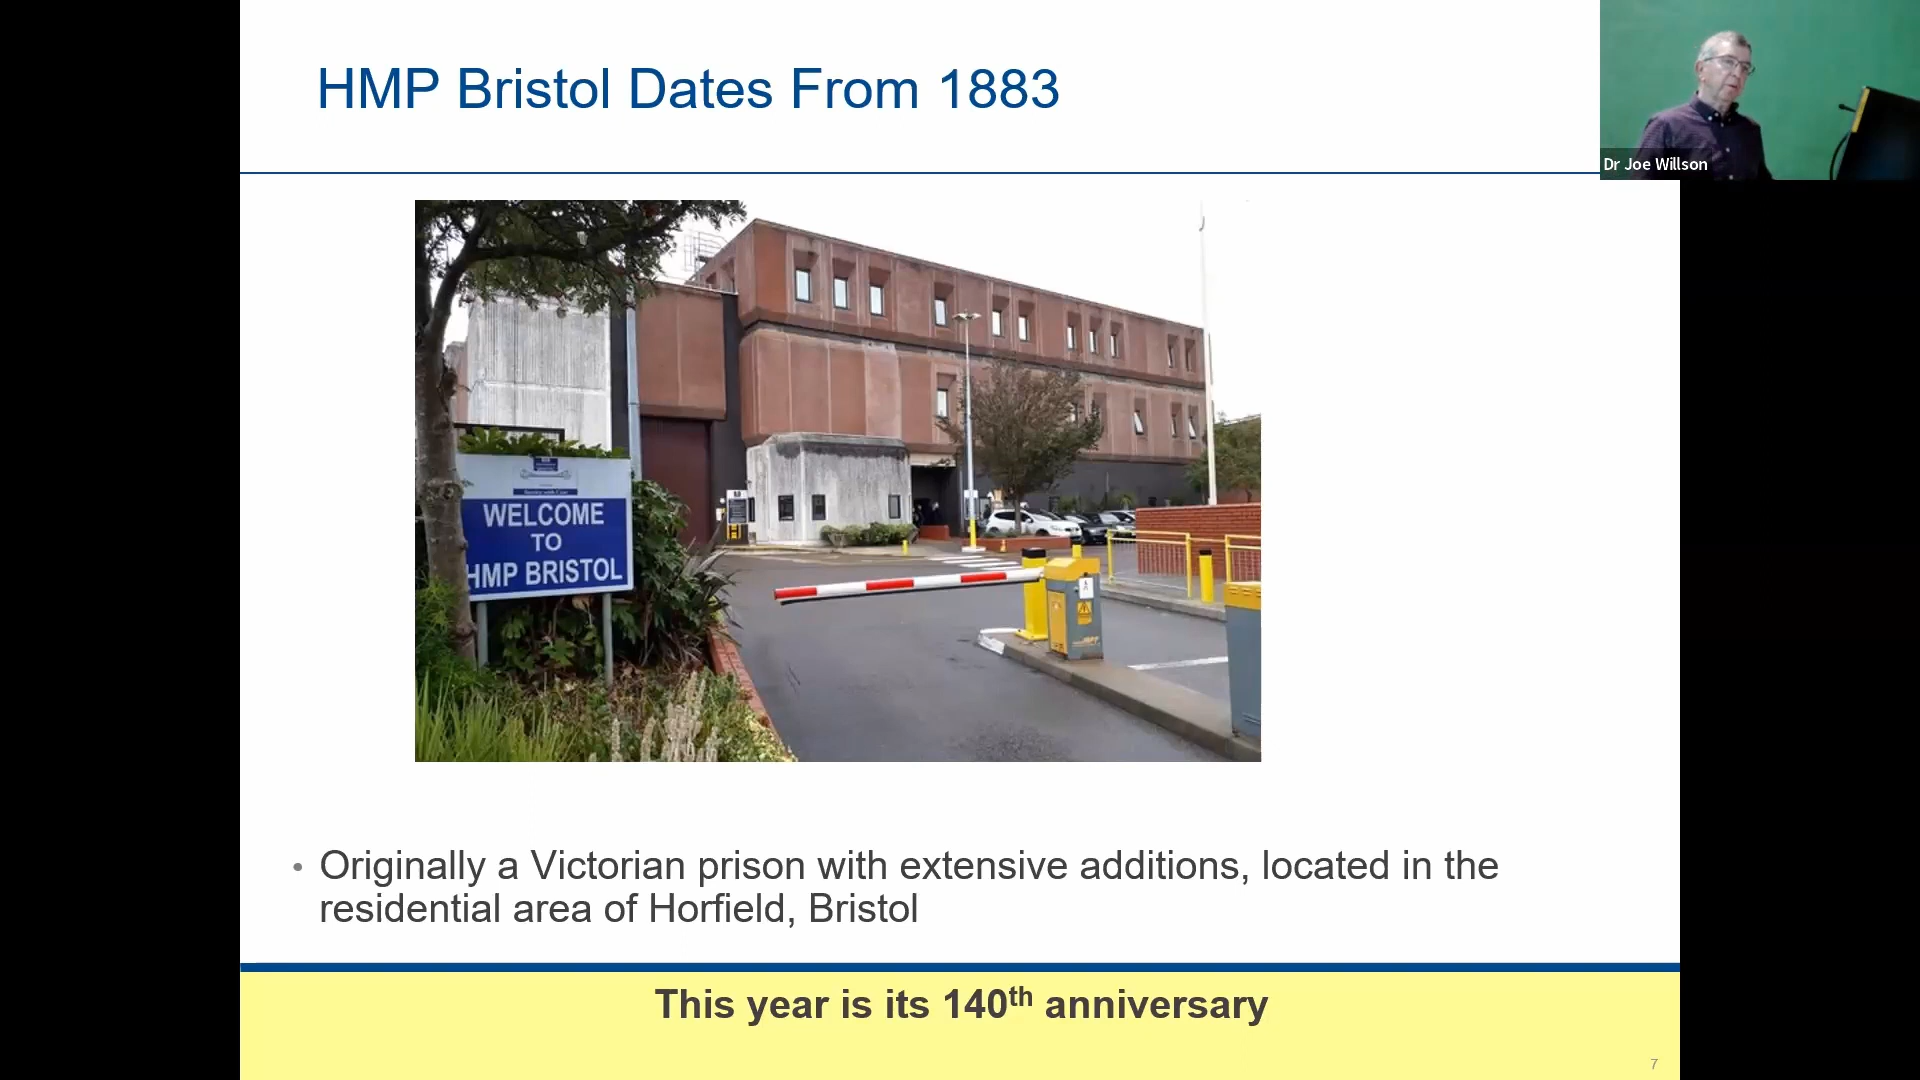 HMP Bristol Dates From 1883
Dr Joe Willson
WELCOME
TO
HMP BRISTOL
• Originally a Victorian prison with extensive additions, located in the
residential area of Horfield, Bristol
This year is its 140th anniversary
7